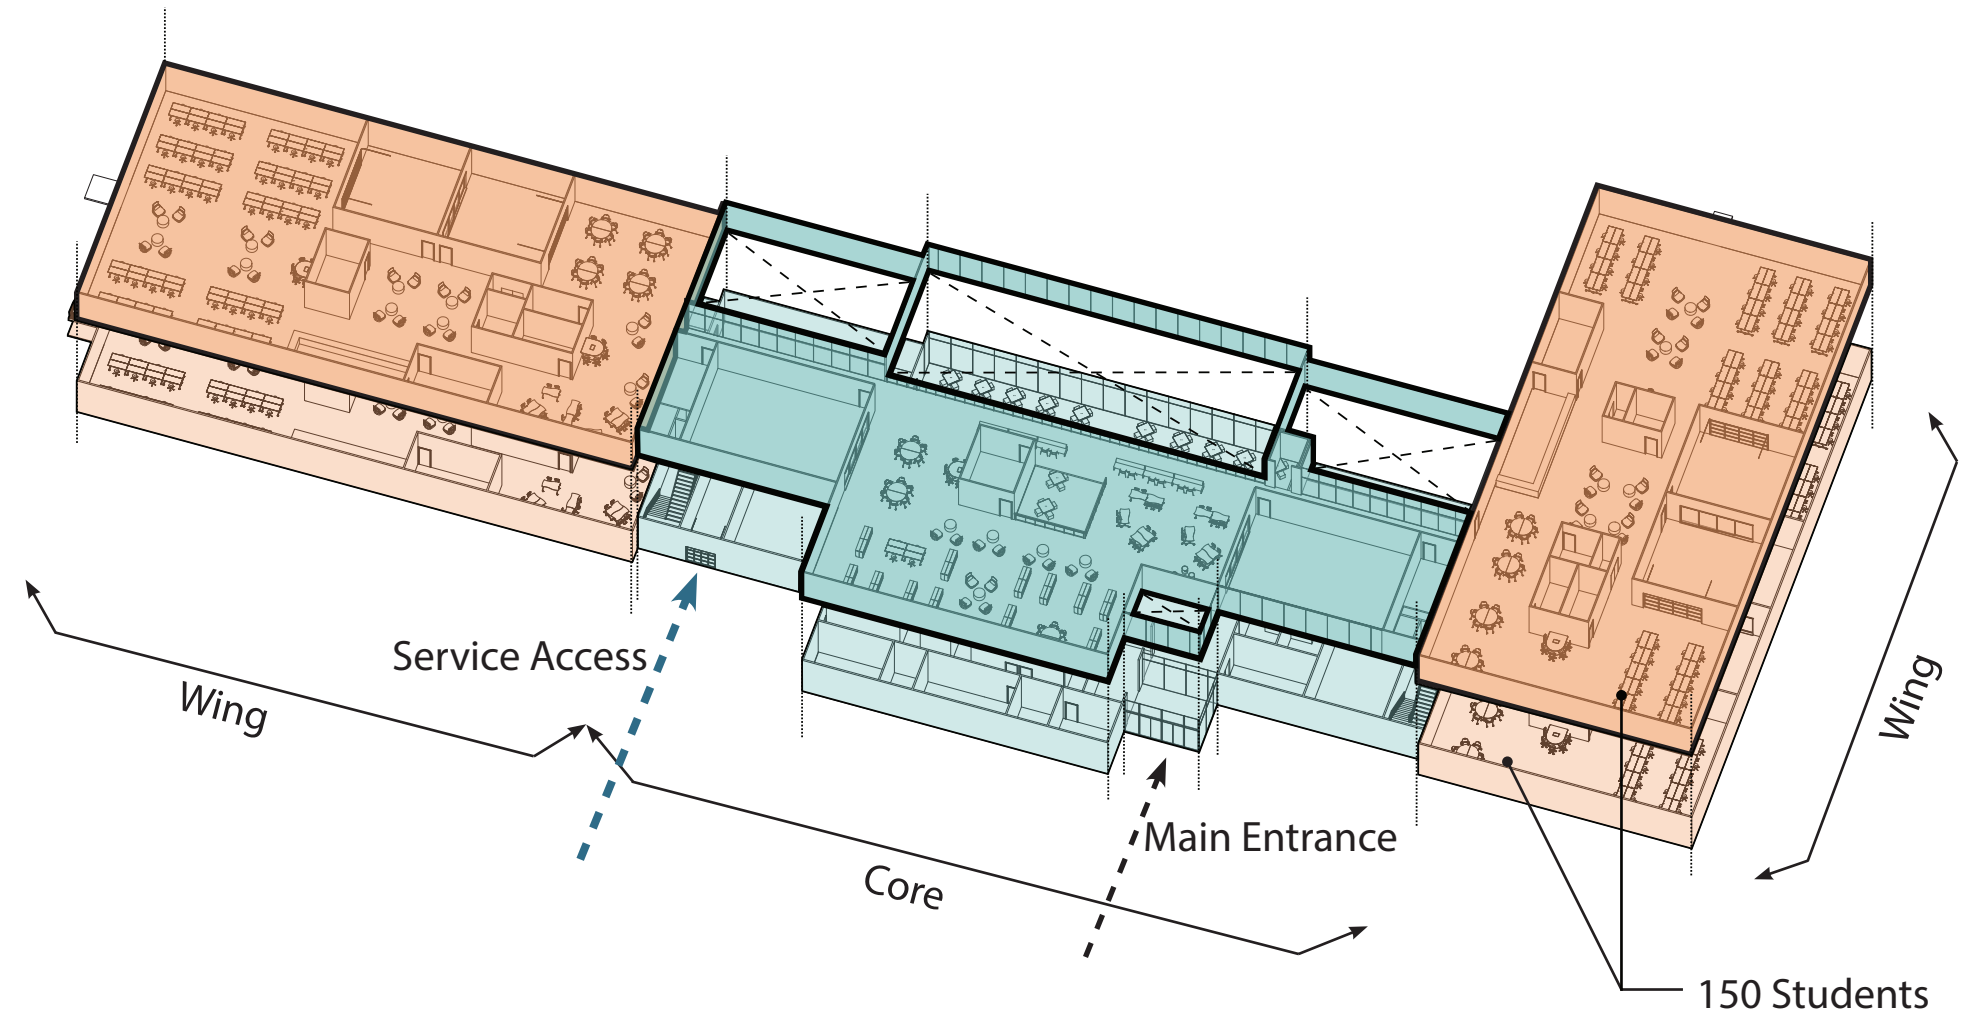 Service Access
Wing
Wing
Main Entrance
Core
150 Students